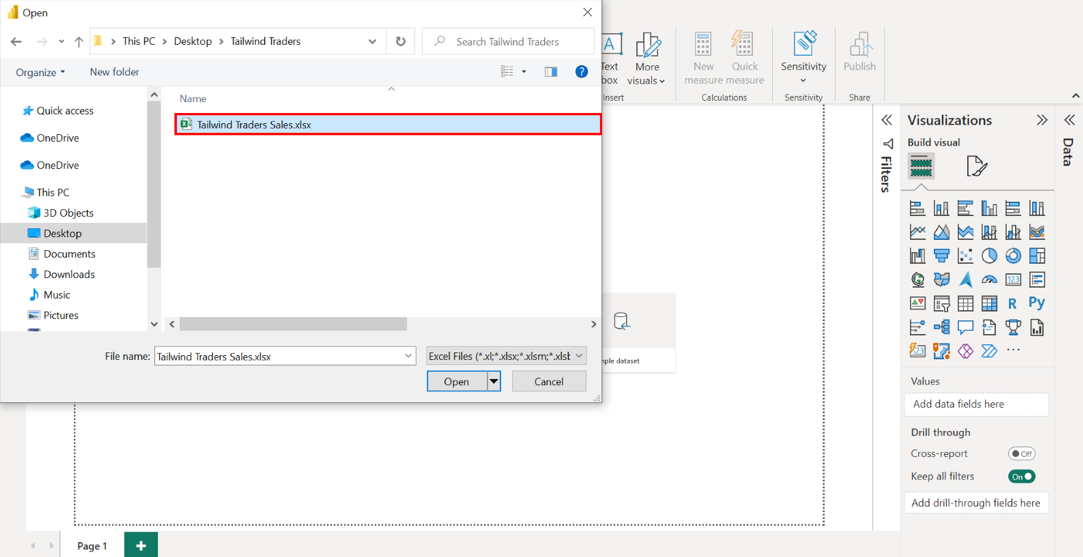 Open
This PC > Desktop > Tailwind Traders
Search Tailwind Traders
Organize
New folder
Name
Tailwind Traders Sales.xlsx
Quick access
OneDrive
OneDrive
This PC
3D Objects
Desktop
Documents
Downloads
Music
Pictures
File name: Tailwind Traders Sales.xlsx
Excel Files (*.xl;*.xlsx;*.xlsm;*.xlsb
Open
Cancel
Text
box
More
visuals
Insert
New
measure
Quick
measure
Calculations
Sensitivity
Sensitivity
Publish
Share
dataset
Filters
Visualizations
Build visual
123
R
Py
123
Values
Add data fields here
Drill through
Cross-report
Off
Keep all filters
On
Add drill-through fields here
Data
Page 1